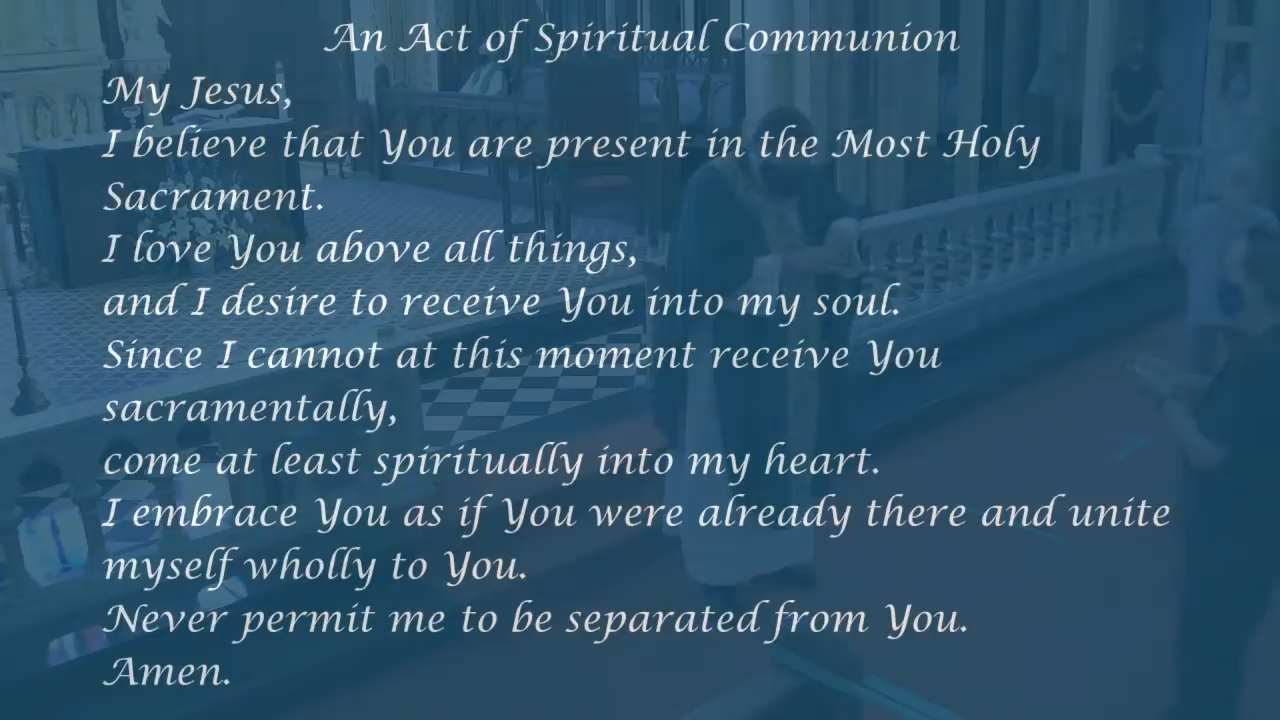 An Act of Spiritual Communion
My Jesus,
I believe that You are present in the Most Holy
Sacrament.
I love You above all things,
and I desire to receive You into my soul.
Since I cannot at this moment receive You
sacramentally,
come at least spiritually into my heart.
I embrace You as if You were already there and unite
myself wholly to You.
Never permit me to be separated from You.
Amen.